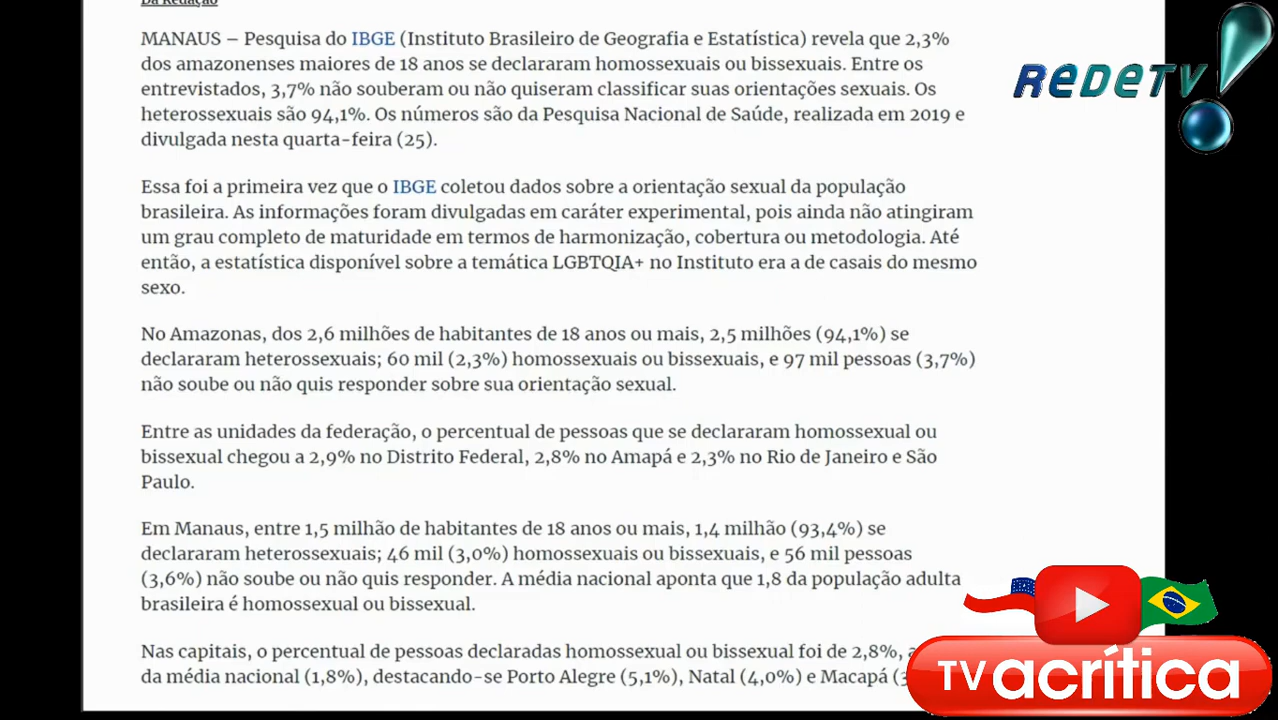 Da Redação
MANAUS – Pesquisa do IBGE (Instituto Brasileiro de Geografia e Estatística) revela que 2,3%
dos amazonenses maiores de 18 anos se declararam homossexuais ou bissexuais. Entre os
entrevistados, 3,7% não souberam ou não quiseram classificar suas orientações sexuais. Os
heterossexuais são 94,1%. Os números são da Pesquisa Nacional de Saúde, realizada em 2019 e
divulgada nesta quarta-feira (25).
Essa foi a primeira vez que o IBGE coletou dados sobre a orientação sexual da população
brasileira. As informações foram divulgadas em caráter experimental, pois ainda não atingiram
um grau completo de maturidade em termos de harmonização, cobertura ou metodologia. Até
então, a estatística disponível sobre a temática LGBTQIA+ no Instituto era a de casais do mesmo
sexo.
No Amazonas, dos 2,6 milhões de habitantes de 18 anos ou mais, 2,5 milhões (94,1%) se
declararam heterossexuais; 60 mil (2,3%) homossexuais ou bissexuais, e 97 mil pessoas (3,7%)
não soube ou não quis responder sobre sua orientação sexual.
Entre as unidades da federação, o percentual de pessoas que se declararam homossexual ou
bissexual chegou a 2,9% no Distrito Federal, 2,8% no Amapá e 2,3% no Rio de Janeiro e São
Paulo.
Em Manaus, entre 1,5 milhão de habitantes de 18 anos ou mais, 1,4 milhão (93,4%) se
declararam heterossexuais; 46 mil (3,0%) homossexuais ou bissexuais, e 56 mil pessoas
(3,6%) não soube ou não quis responder. A média nacional aponta que 1,8 da população adulta
brasileira é homossexual ou bissexual.
Nas capitais, o percentual de pessoas declaradas homossexual ou bissexual foi de 2,8%,
da média nacional (1,8%), destacando-se Porto Alegre (5,1%), Natal (4,0%) e Macapá
REDETV!
TV acrítica